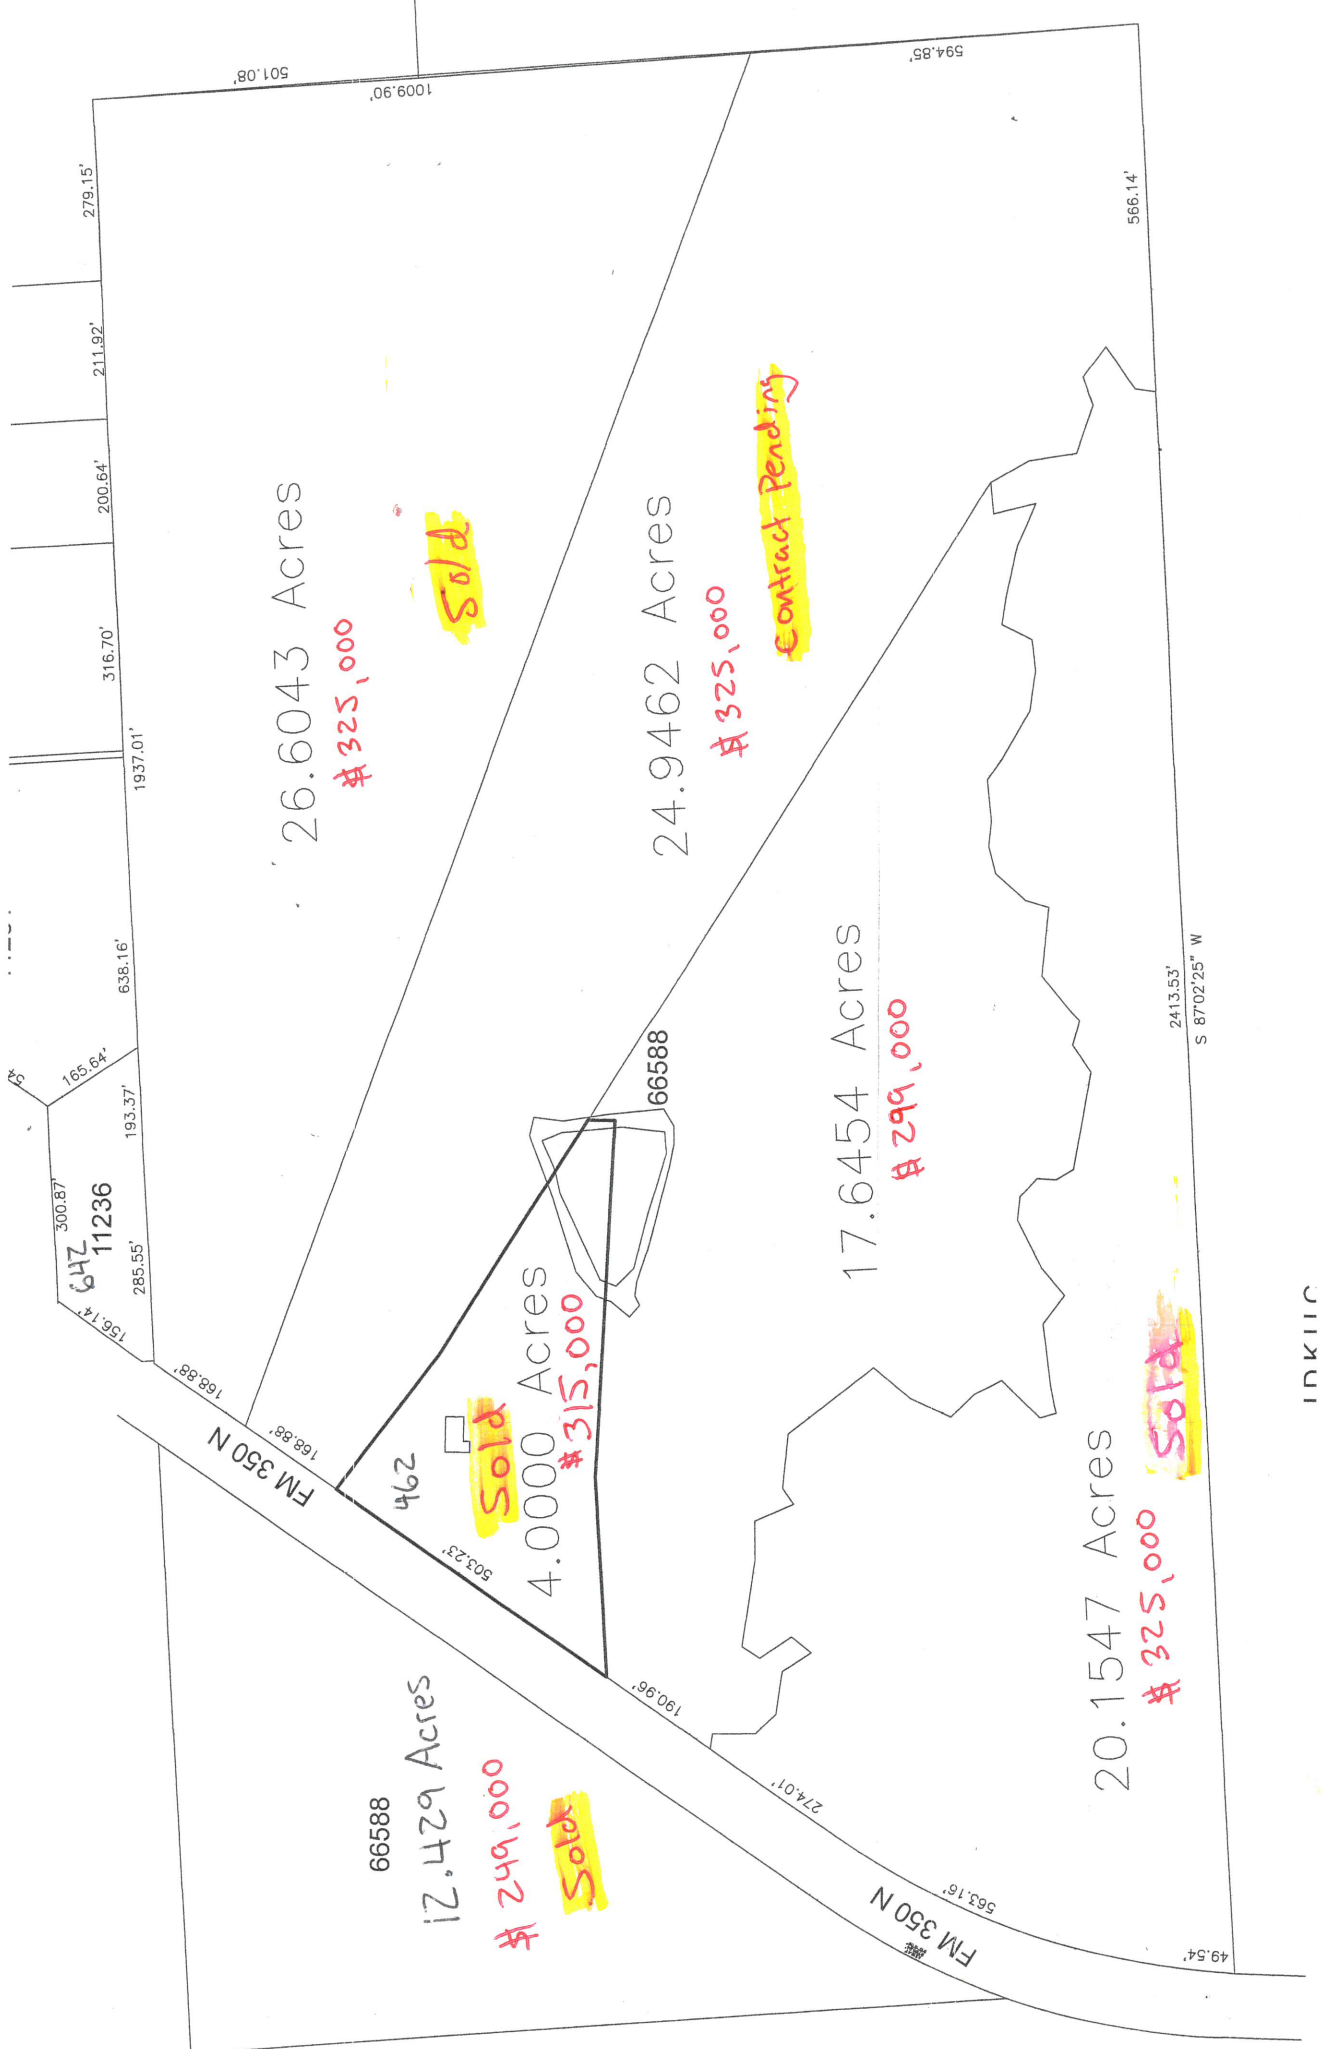 501.08'
1009.90'
594.85'
279.15'
211.92'
200.64'
316.70'
1937.01'
638.16'
165.64'
54
193.37'
300.87'
642
11236
285.55'
156.14'
168.88'
168.88'
FM 350 N
26.6043 Acres
$325,000
Sold
24.9462 Acres
$325,000
Contract Pending
566.14'
66588
17.6454 Acres
$299,000
2413.53'
S 87°02'25" W
462
Sold
4.0000 Acres
$315,000
503.23'
190.96'
274.01'
563.16'
FM 350 N
49.54'
66588
12.429 Acres
$249,000
Sold
20.1547 Acres
$325,000
Sold